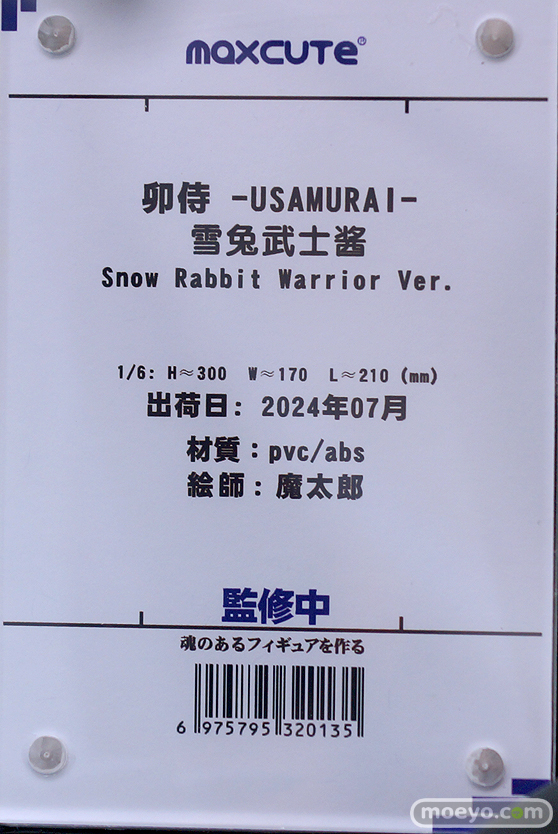 maxcute®
卯侍 -USAMURAI-
雪兔武士酱
Snow Rabbit Warrior Ver.
1/6: H≈300 W≈170 L≈210 (mm)
出荷日: 2024年07月
材質：pvc/abs
絵師：魔太郎
監修中
魂のあるフィギュアを作る
6 975795 320135
moeyo.com